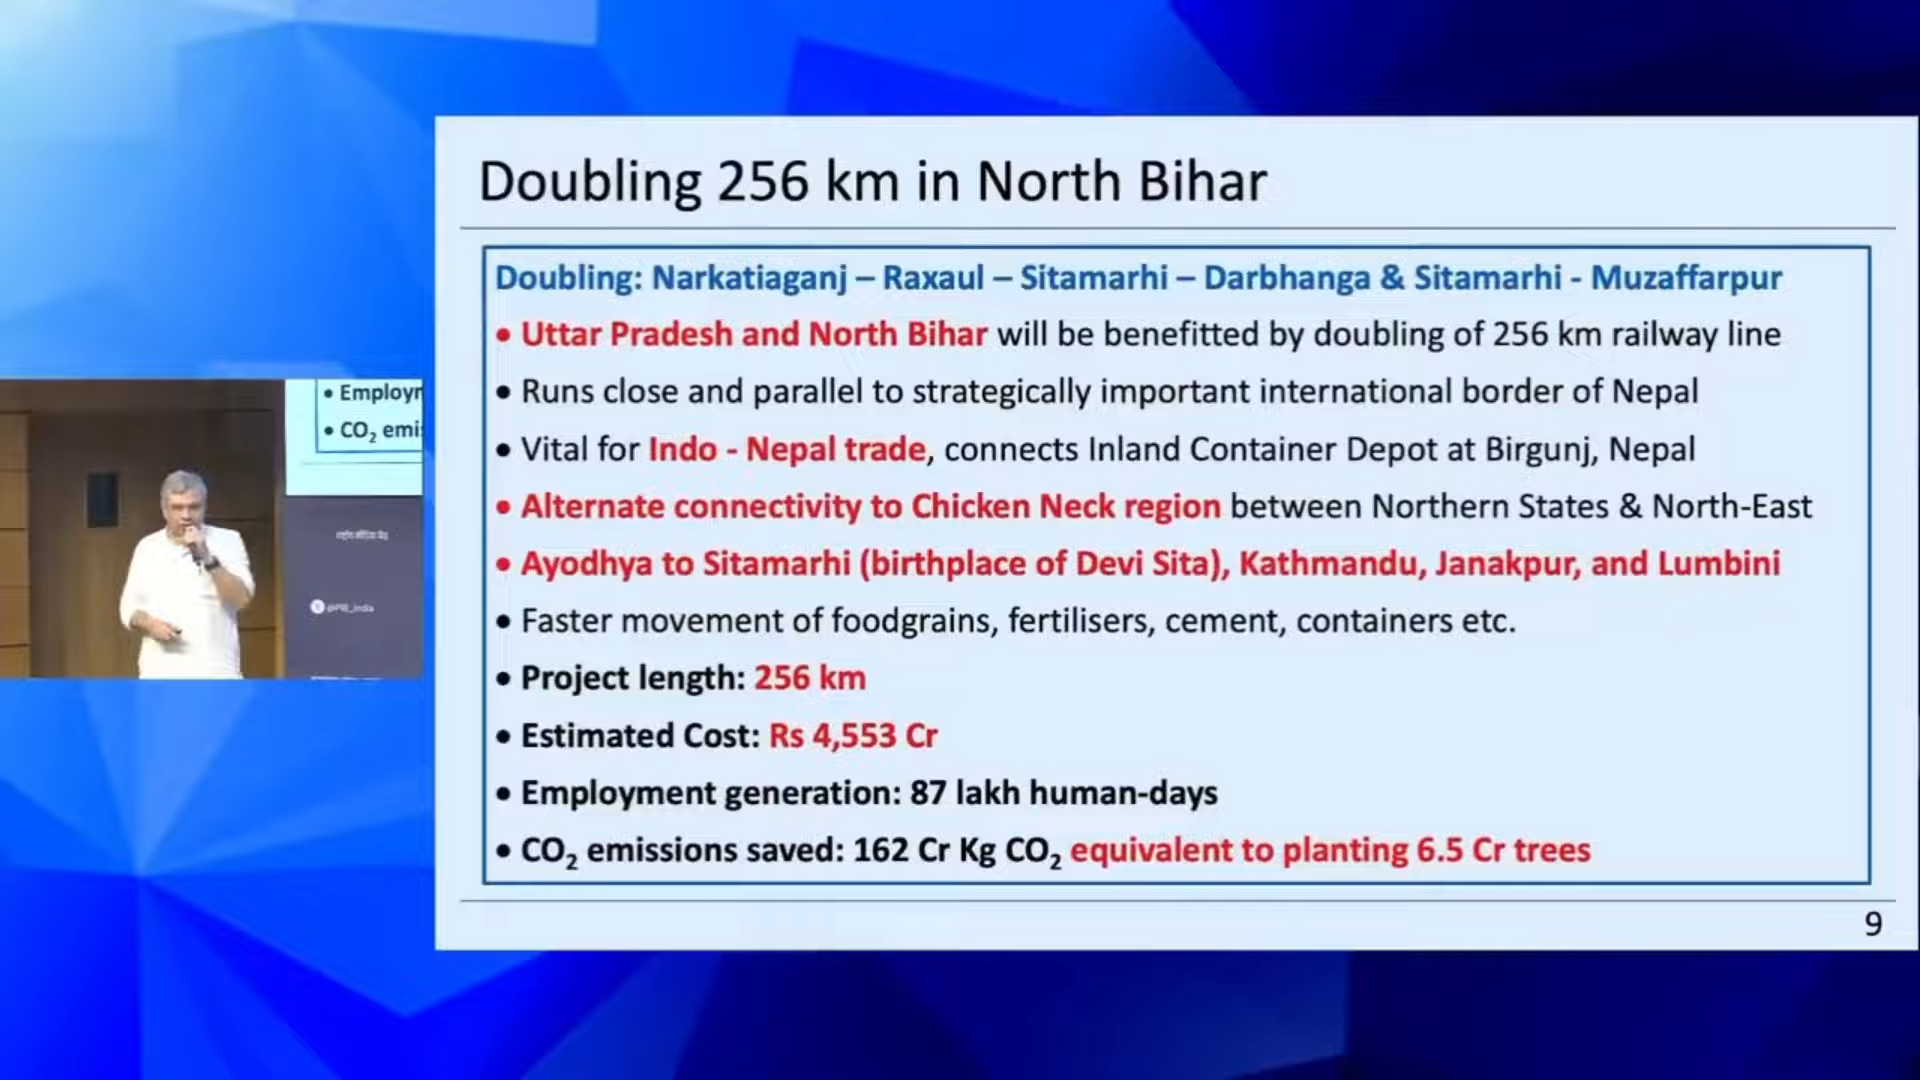 Doubling 256 km in North Bihar
Doubling: Narkatiaganj – Raxaul – Sitamarhi – Darbhanga & Sitamarhi - Muzaffarpur
• Uttar Pradesh and North Bihar will be benefitted by doubling of 256 km railway line
• Runs close and parallel to strategically important international border of Nepal
• Vital for Indo - Nepal trade, connects Inland Container Depot at Birgunj, Nepal
• Alternate connectivity to Chicken Neck region between Northern States & North-East
• Ayodhya to Sitamarhi (birthplace of Devi Sita), Kathmandu, Janakpur, and Lumbini
• Faster movement of foodgrains, fertilisers, cement, containers etc.
• Project length: 256 km
• Estimated Cost: Rs 4,553 Cr
• Employment generation: 87 lakh human-days
• CO₂ emissions saved: 162 Cr Kg CO₂ equivalent to planting 6.5 Cr trees
9
• Employ
• CO₂ emi
@PIB_India